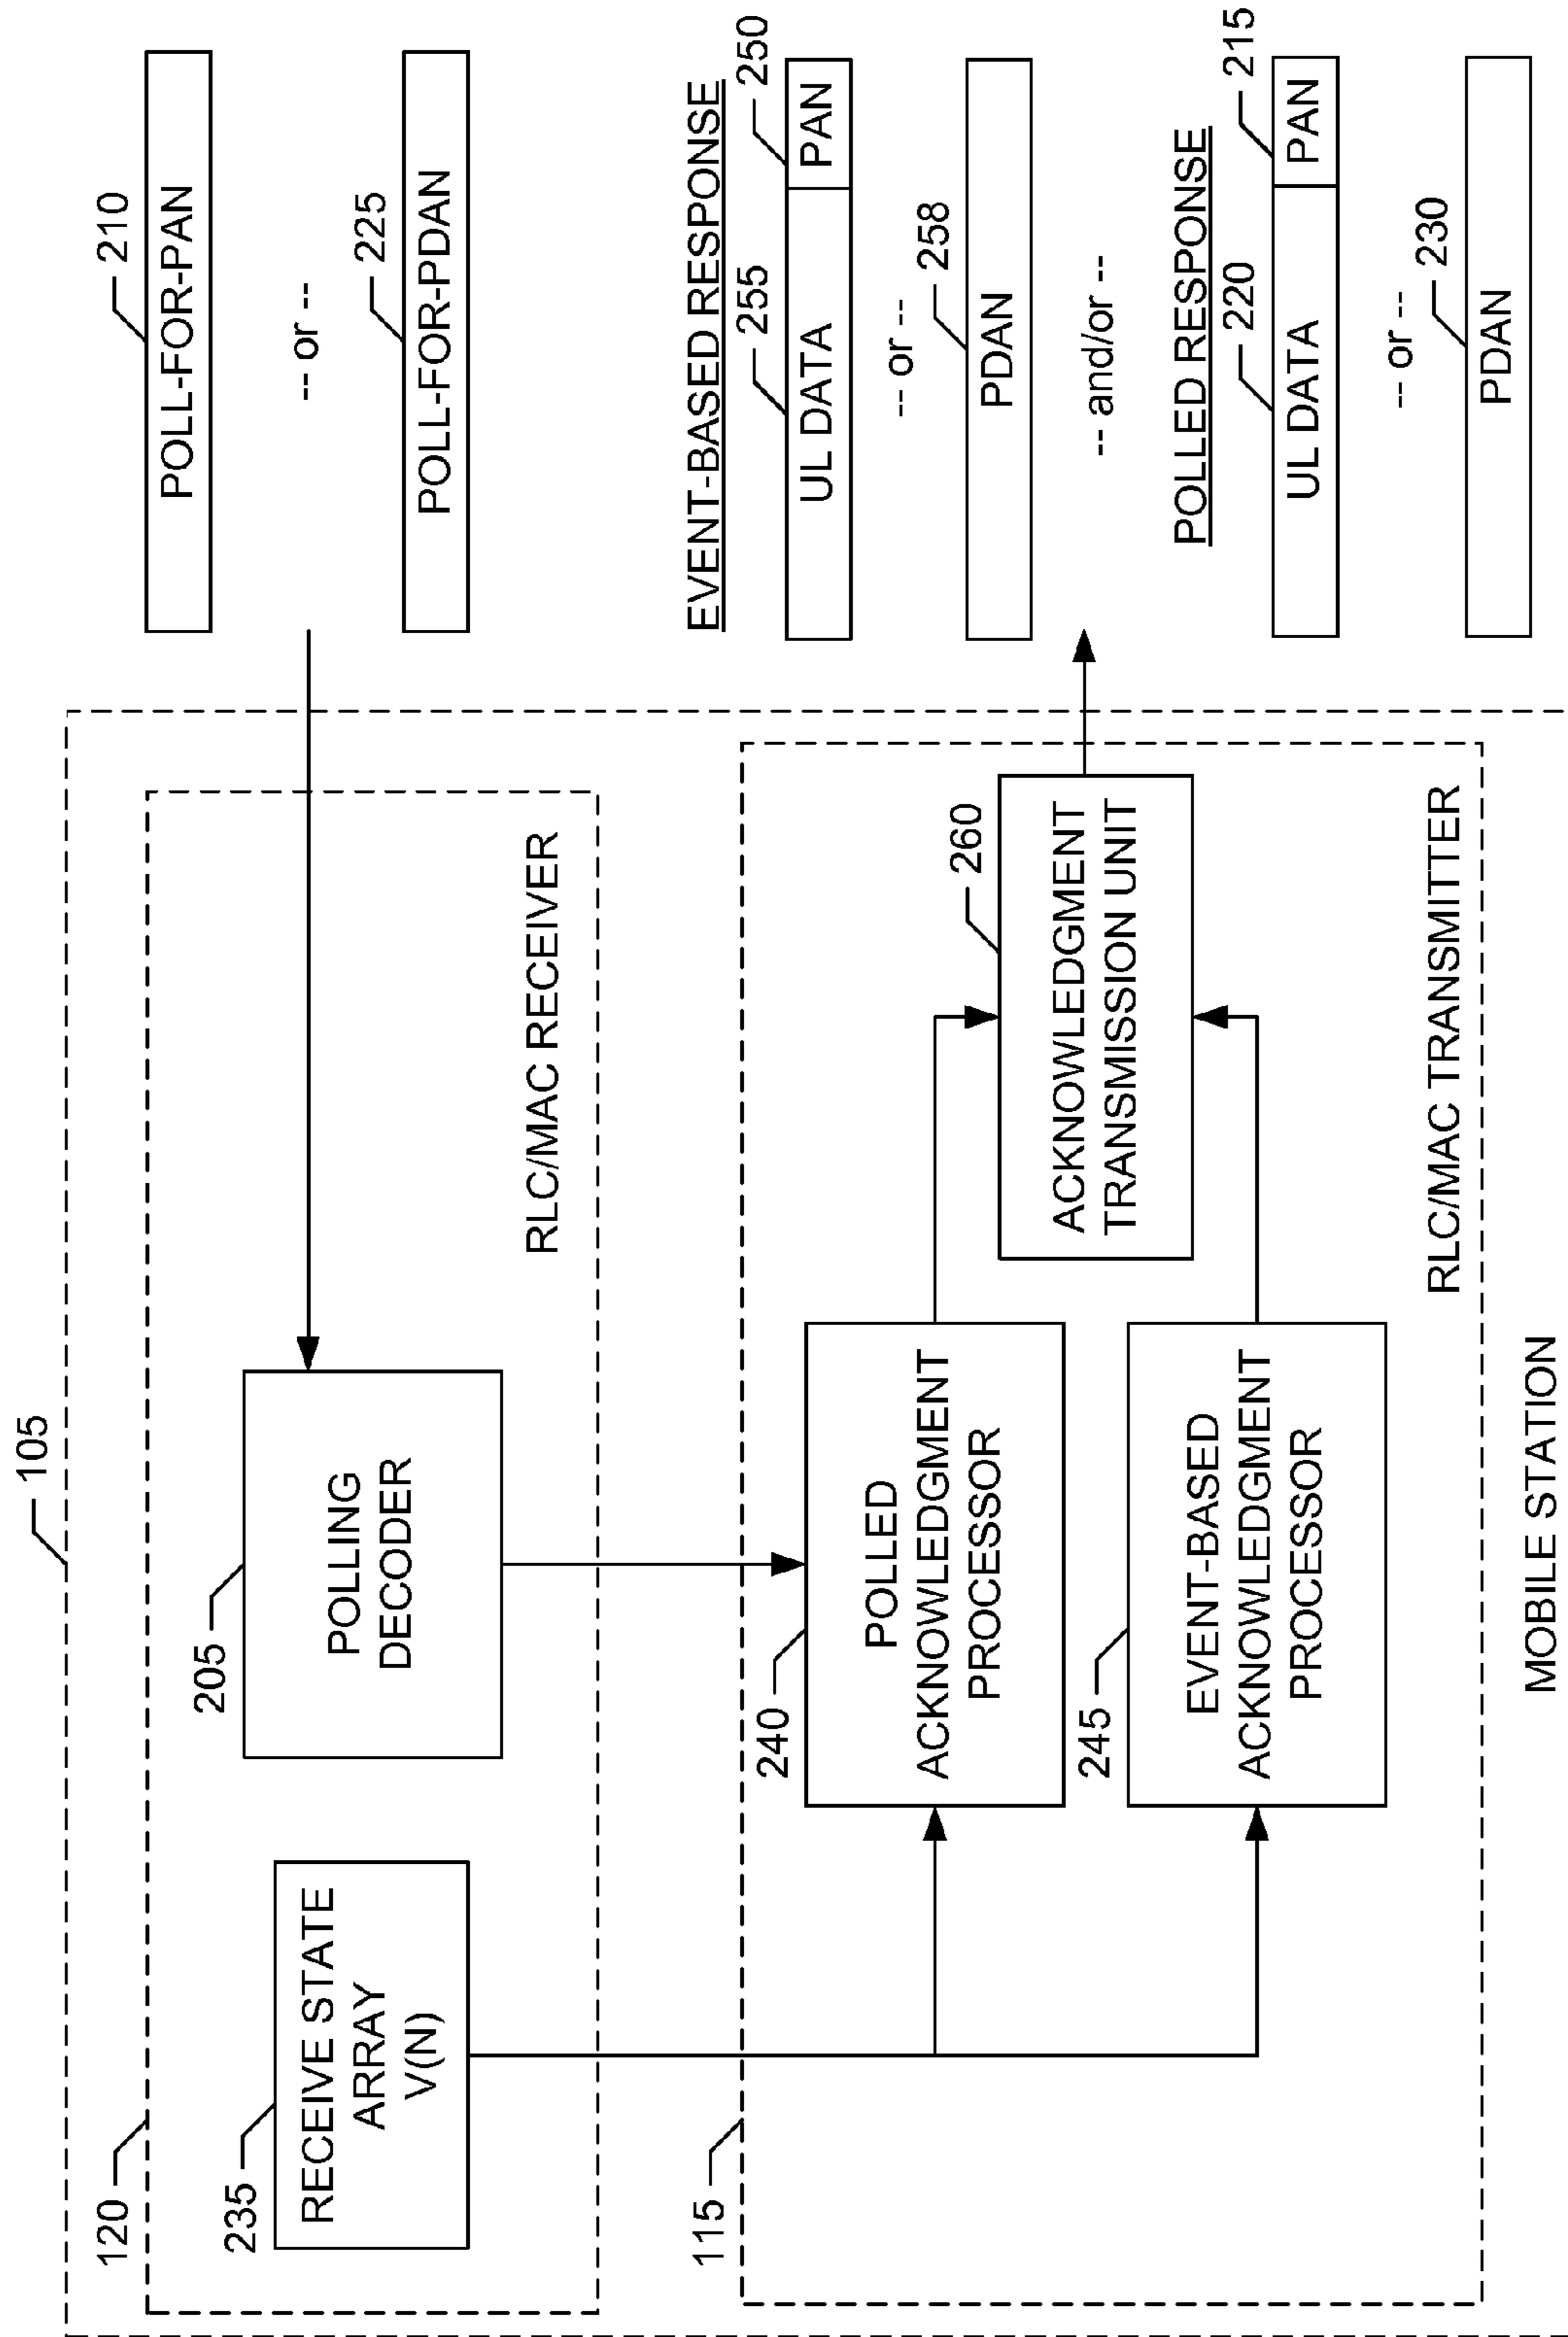 105
120
235
RECEIVE STATE
ARRAY
V(N)
205
POLLING
DECODER
RLC/MAC RECEIVER
210
POLL-FOR-PAN
-- or --
225
POLL-FOR-PDAN
115
240
POLLED
ACKNOWLEDGMENT
PROCESSOR
245
EVENT-BASED
ACKNOWLEDGMENT
PROCESSOR
260
ACKNOWLEDGMENT
TRANSMISSION UNIT
RLC/MAC TRANSMITTER
MOBILE STATION
EVENT-BASED RESPONSE
255
250
UL DATA
PAN
-- or --
258
PDAN
-- and/or --
POLLED RESPONSE
220
215
UL DATA
PAN
-- or --
230
PDAN